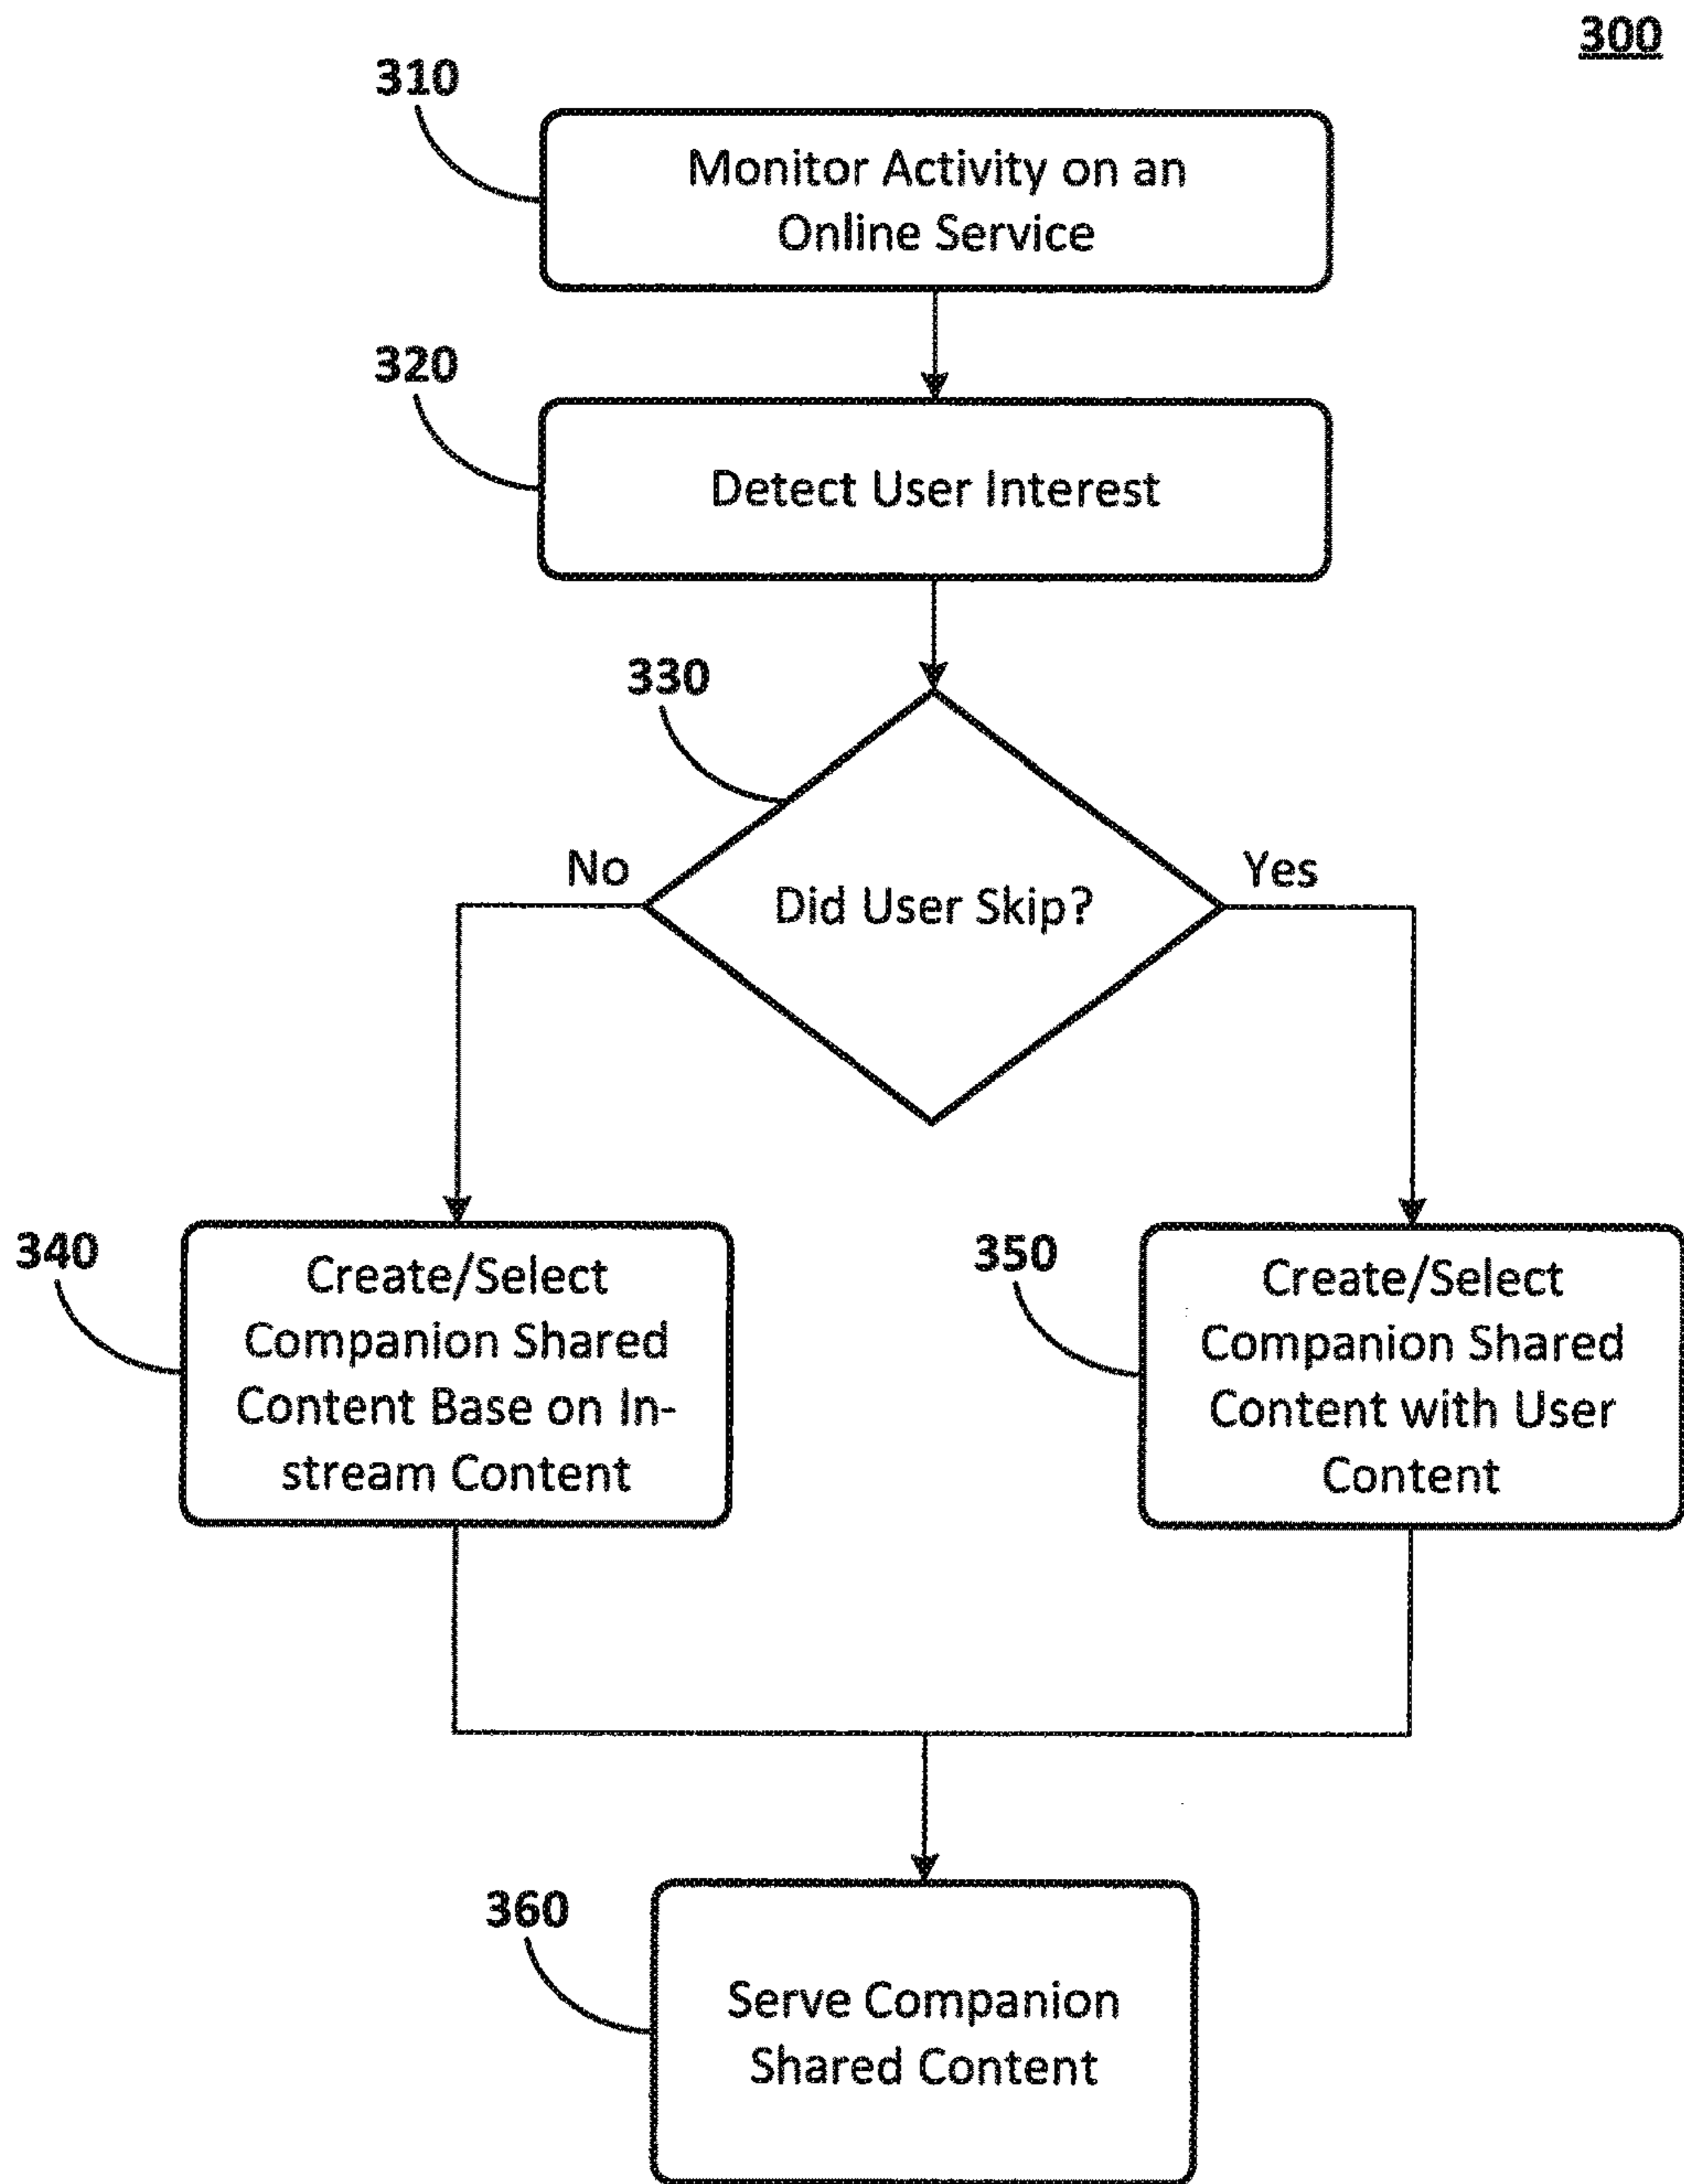 300
310
Monitor Activity on an
Online Service
320
Detect User Interest
330
No
Yes
Did User Skip?
340
Create/Select
Companion Shared
Content Base on In-
stream Content
350
Create/Select
Companion Shared
Content with User
Content
360
Serve Companion
Shared Content